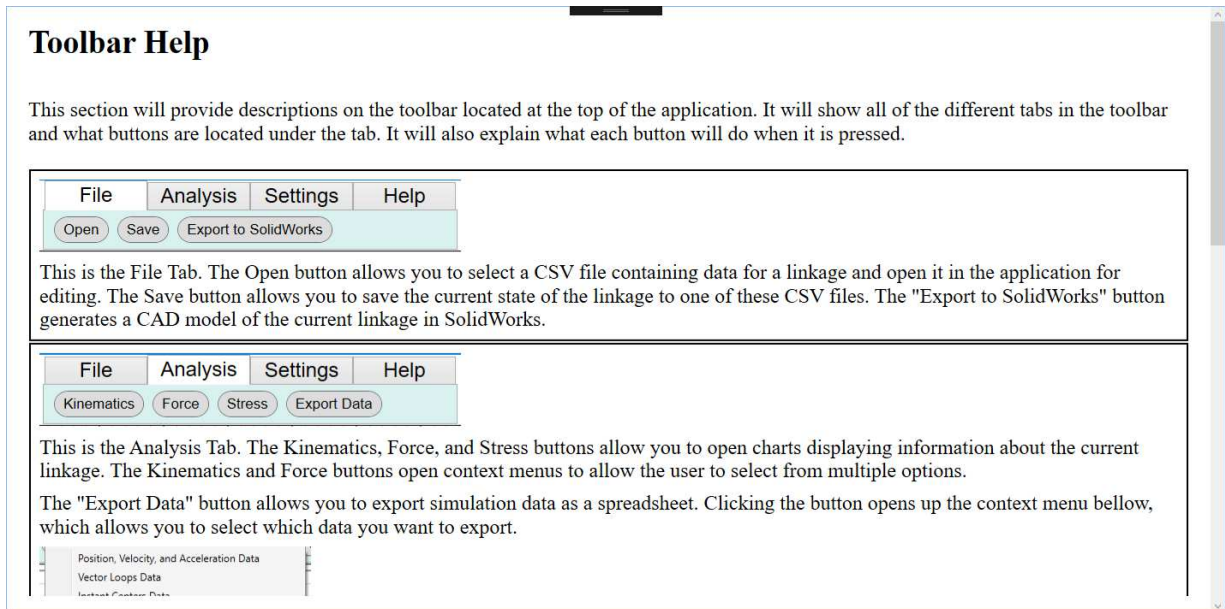 Toolbar Help
This section will provide descriptions on the toolbar located at the top of the application. It will show all of the different tabs in the toolbar
and what buttons are located under the tab. It will also explain what each button will do when it is pressed.
File Analysis Settings Help
Open Save Export to SolidWorks
This is the File Tab. The Open button allows you to select a CSV file containing data for a linkage and open it in the application for
editing. The Save button allows you to save the current state of the linkage to one of these CSV files. The "Export to SolidWorks" button
generates a CAD model of the current linkage in SolidWorks.
File Analysis Settings Help
Kinematics Force Stress Export Data
This is the Analysis Tab. The Kinematics, Force, and Stress buttons allow you to open charts displaying information about the current
linkage. The Kinematics and Force buttons open context menus to allow the user to select from multiple options.
The "Export Data" button allows you to export simulation data as a spreadsheet. Clicking the button opens up the context menu bellow,
which allows you to select which data you want to export.
Position, Velocity, and Acceleration Data
Vector Loops Data
Instant Centers Data